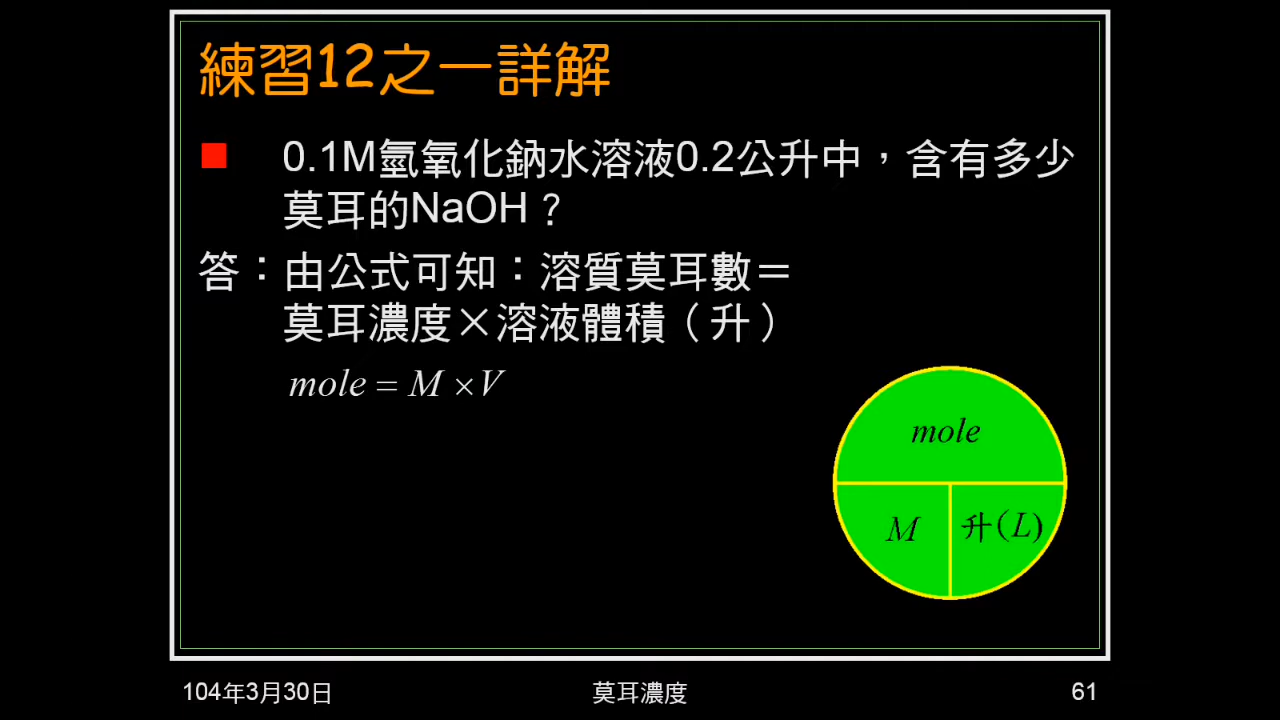 練習12之一詳解
0.1M氫氧化鈉水溶液0.2公升中，含有多少
莫耳的NaOH？
答：由公式可知：溶質莫耳數＝
莫耳濃度×溶液體積（升）
mole = M × V
mole
M 升(L)
104年3月30日 莫耳濃度 61